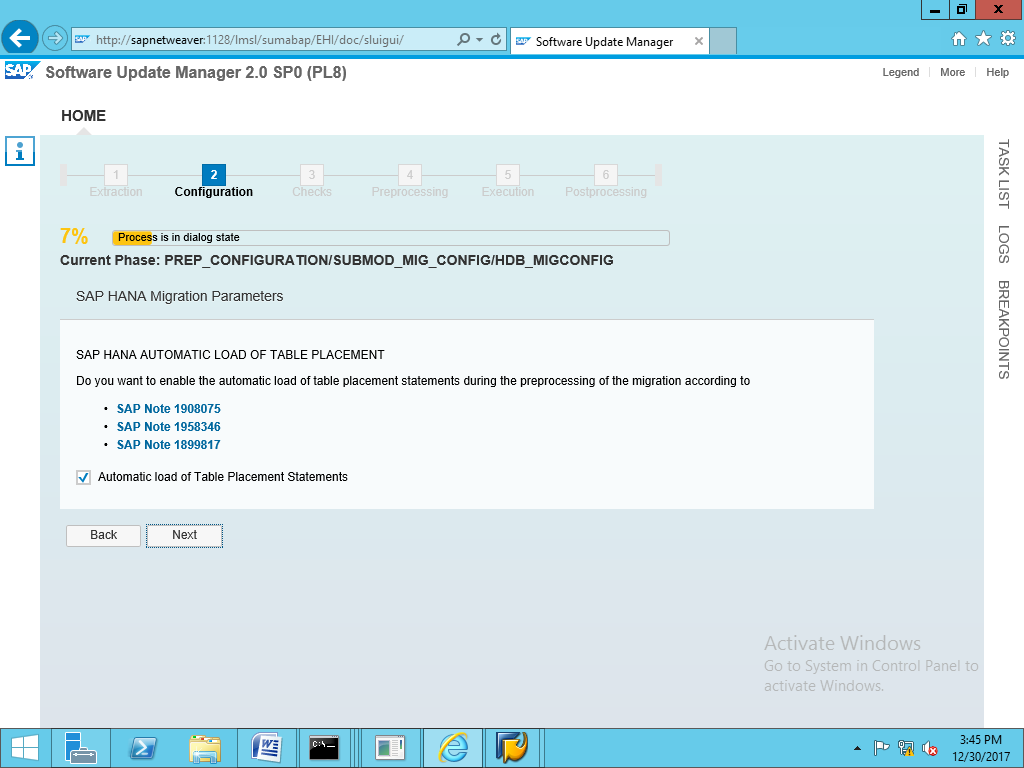 http://sapnetweaver:1128/lmsl/sumabap/EHI/doc/sluigui/
Software Update Manager
SAP Software Update Manager 2.0 SP0 (PL8)
Legend More Help
HOME
TASK LIST
LOGS
BREAKPOINTS
1 2 3 4 5 6
Extraction Configuration Checks Preprocessing Execution Postprocessing
7% Process is in dialog state
Current Phase: PREP_CONFIGURATION/SUBMOD_MIG_CONFIG/HDB_MIGCONFIG
SAP HANA Migration Parameters
SAP HANA AUTOMATIC LOAD OF TABLE PLACEMENT
Do you want to enable the automatic load of table placement statements during the preprocessing of the migration according to
• SAP Note 1908075
• SAP Note 1958346
• SAP Note 1899817
Automatic load of Table Placement Statements
Back Next
Activate Windows
Go to System in Control Panel to
activate Windows.
3:45 PM
12/30/2017